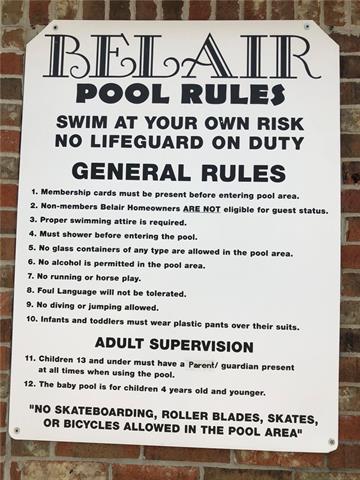 BELAIR
POOL RULES
SWIM AT YOUR OWN RISK
NO LIFEGUARD ON DUTY
GENERAL RULES
1. Membership cards must be present before entering pool area.
2. Non-members Belair Homeowners ARE NOT eligible for guest status.
3. Proper swimming attire is required.
4. Must shower before entering the pool.
5. No glass containers of any type are allowed in the pool area.
6. No alcohol is permitted in the pool area.
7. No running or horse play.
8. Foul Language will not be tolerated.
9. No diving or jumping allowed.
10. Infants and toddlers must wear plastic pants over their suits.
ADULT SUPERVISION
11. Children 13 and under must have a Parent/ guardian present
at all times when using the pool.
12. The baby pool is for children 4 years old and younger.
"NO SKATEBOARDING, ROLLER BLADES, SKATES,
OR BICYCLES ALLOWED IN THE POOL AREA"